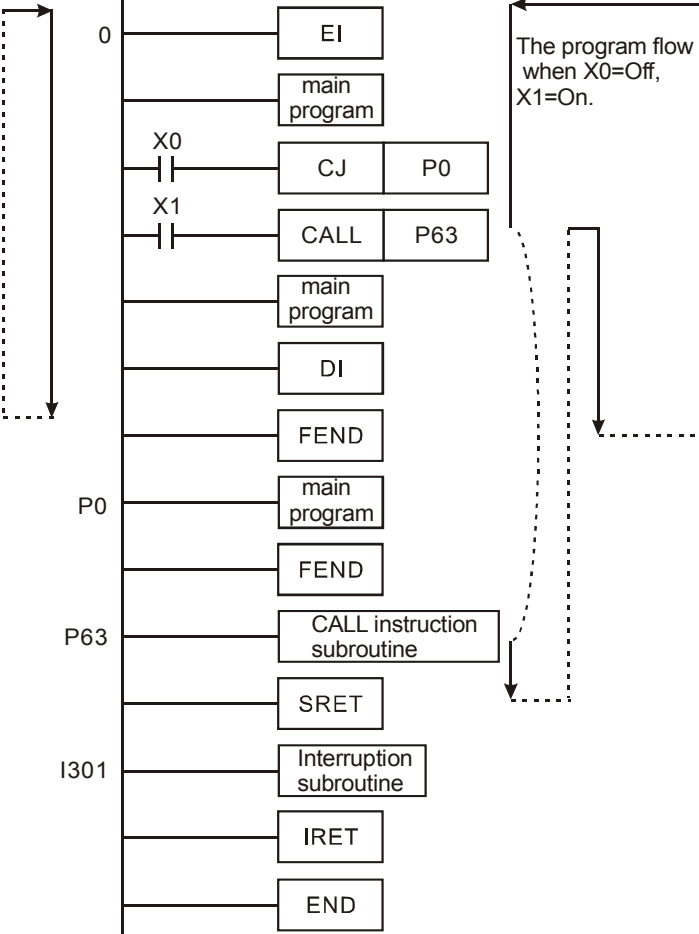 0 EI
The program flow
when X0=Off,
X1=On.
main
program
X0
CJ P0
X1
CALL P63
main
program
DI
FEND
P0 main
program
FEND
P63 CALL instruction
subroutine
SRET
I301 Interruption
subroutine
IRET
END